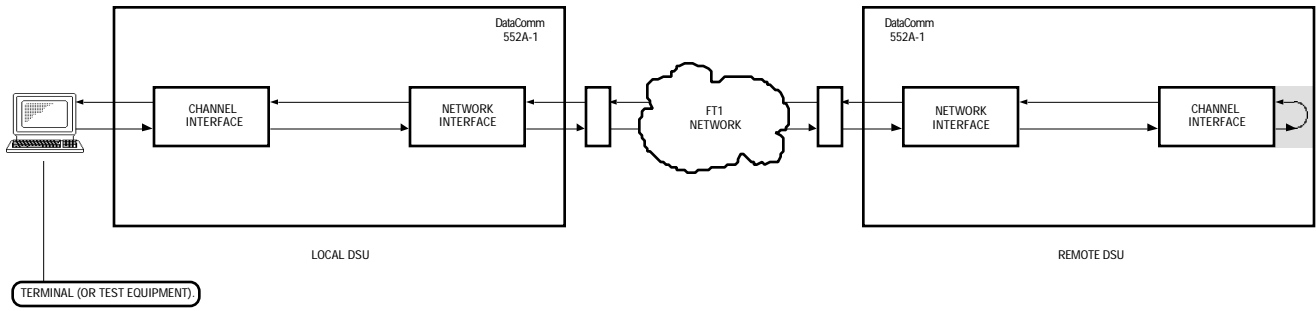 DataComm
552A-1
DataComm
552A-1
CHANNEL
INTERFACE
NETWORK
INTERFACE
FT1
NETWORK
NETWORK
INTERFACE
CHANNEL
INTERFACE
LOCAL DSU
REMOTE DSU
TERMINAL (OR TEST EQUIPMENT).